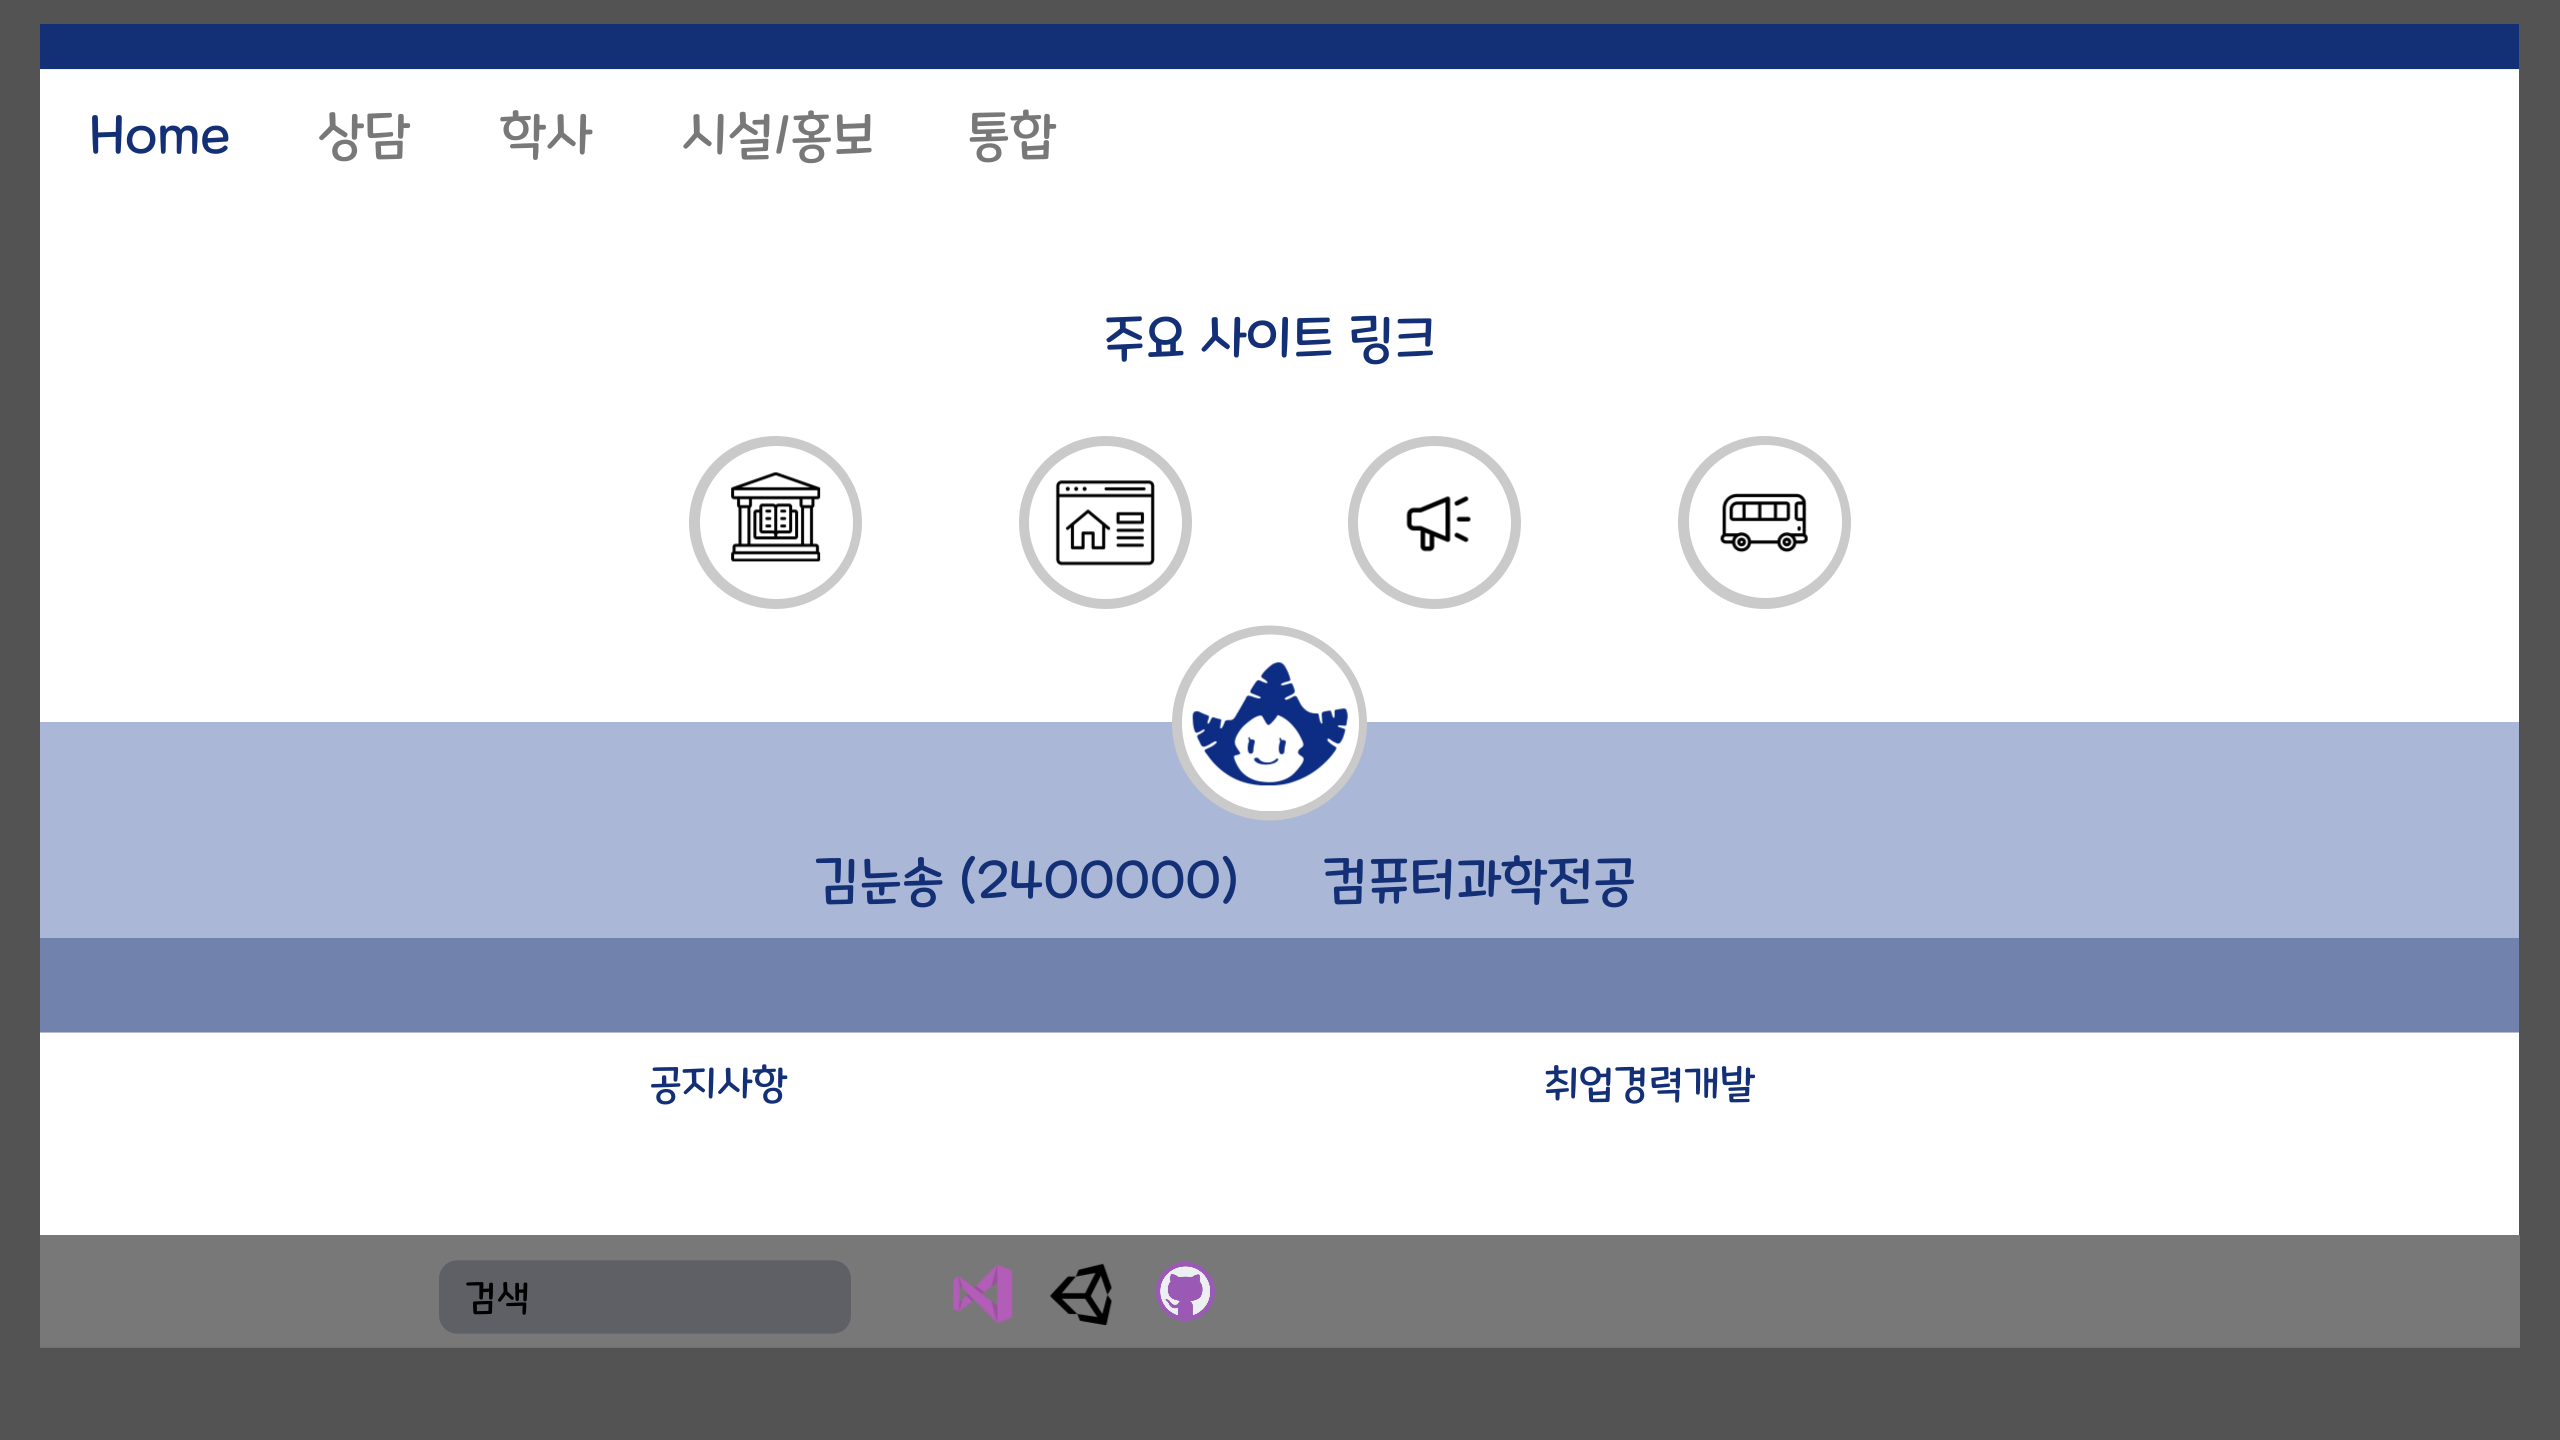 Home 상담 학사 시설/홍보 통합
주요 사이트 링크
김눈송 (2400000) 컴퓨터과학전공
공지사항 취업경력개발
검색